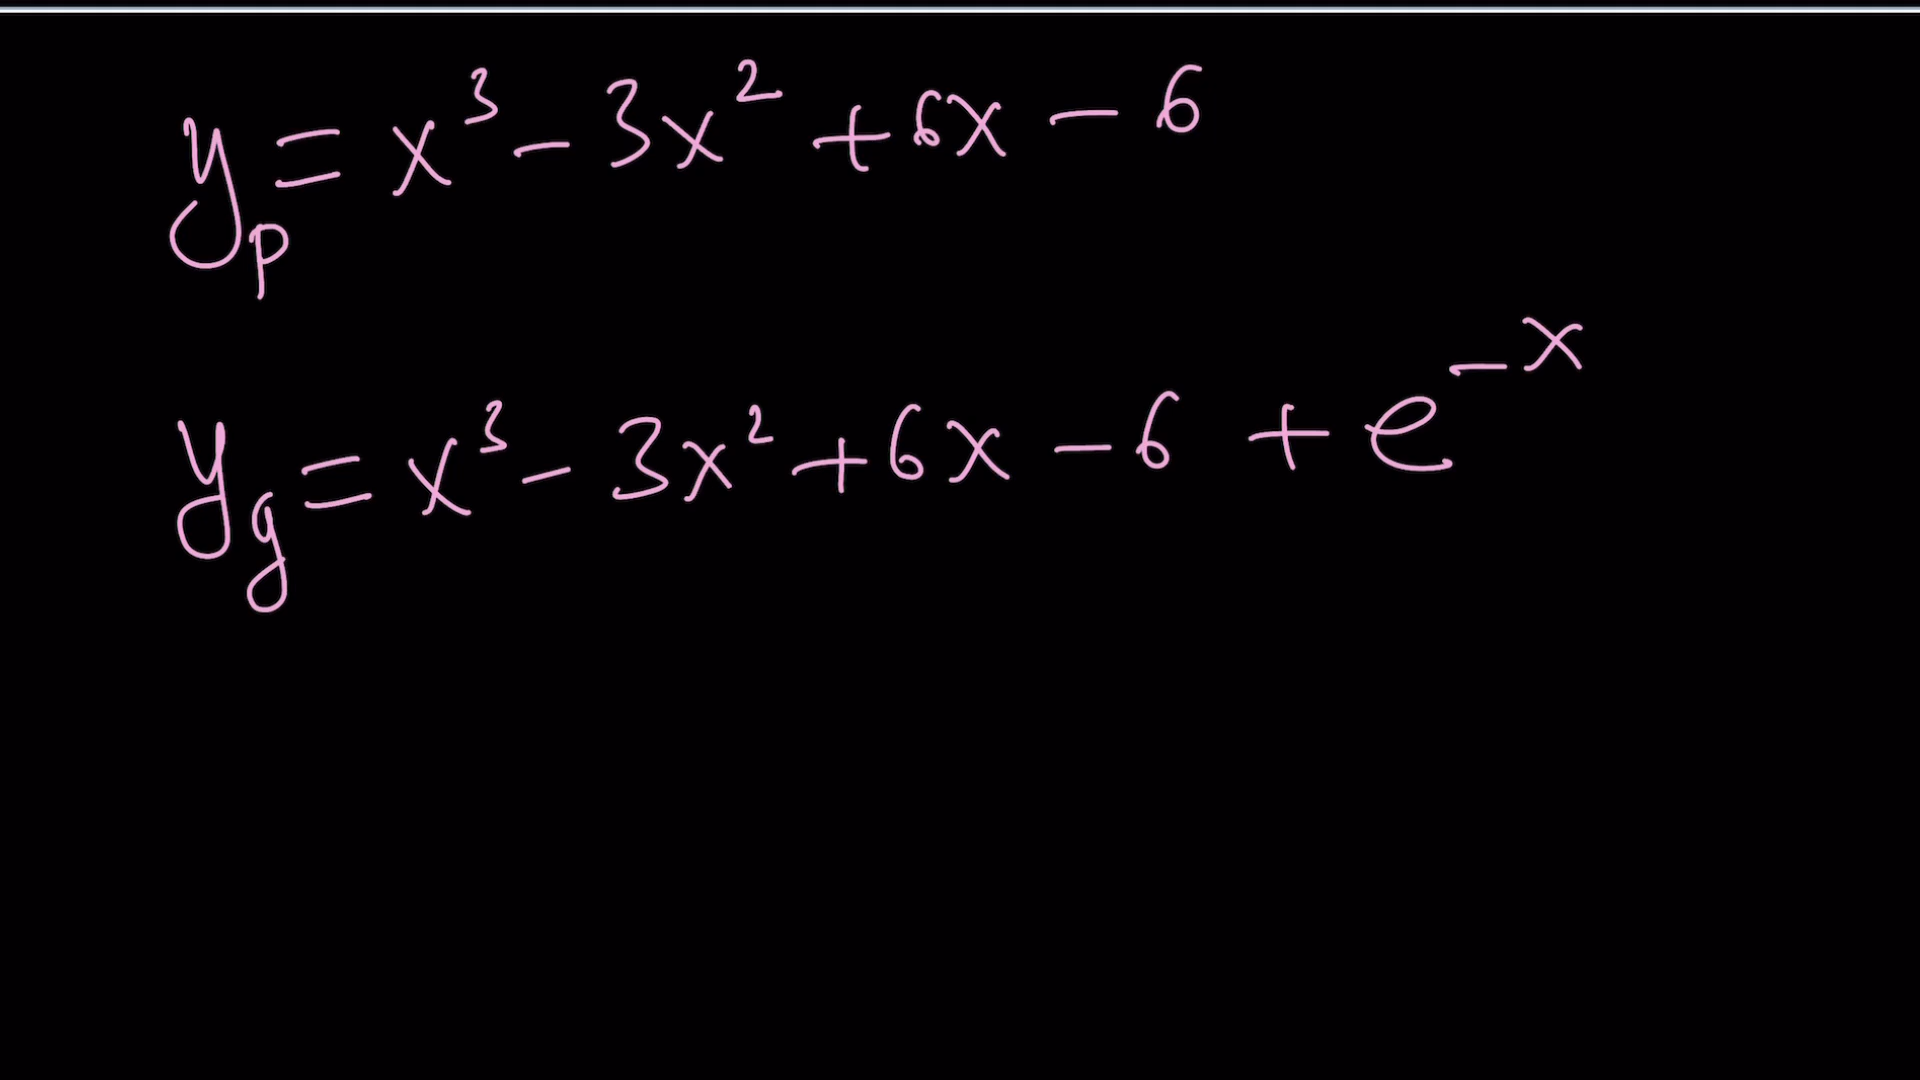 y_p = x^3 - 3x^2 + 6x - 6
y_g = x^3 - 3x^2 + 6x - 6 + e^{-x}